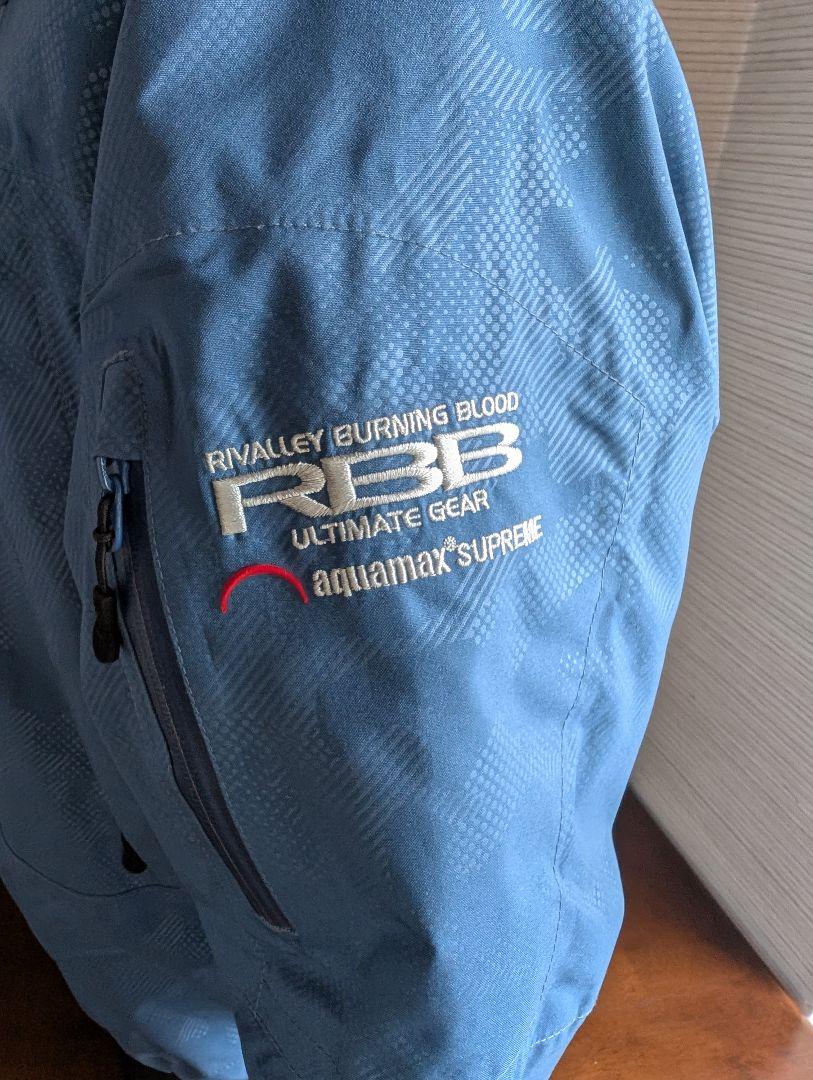 RIVALLEY BURNING BLOOD
RBB
ULTIMATE GEAR
aquamax® SUPREME